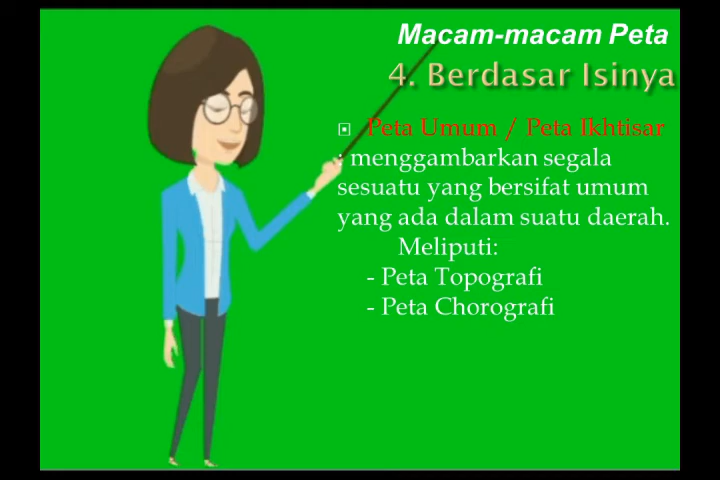 Macam-macam Peta
4. Berdasar Isinya
Peta Umum / Peta Ikhtisar
: menggambarkan segala
sesuatu yang bersifat umum
yang ada dalam suatu daerah.
Meliputi:
- Peta Topografi
- Peta Chorografi